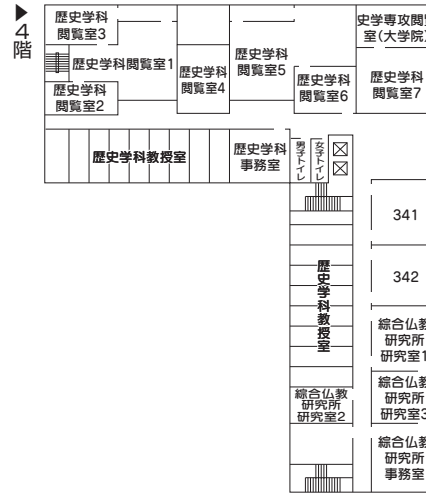 ▶4階
歴史学科
閲覧室3
歴史学科閲覧室1
歴史学科
閲覧室2
歴史学科
閲覧室4
歴史学科
閲覧室5
歴史学科
閲覧室6
史学専攻閲
室(大学院)
歴史学科
閲覧室7
歴史学科教授室
歴史学科
事務室
男子トイレ
女子トイレ
歴史学科教授室
341
342
綜合仏教
研究所
研究室1
綜合仏教
研究所
研究室2
綜合仏教
研究所
研究室3
綜合仏教
研究所
事務室